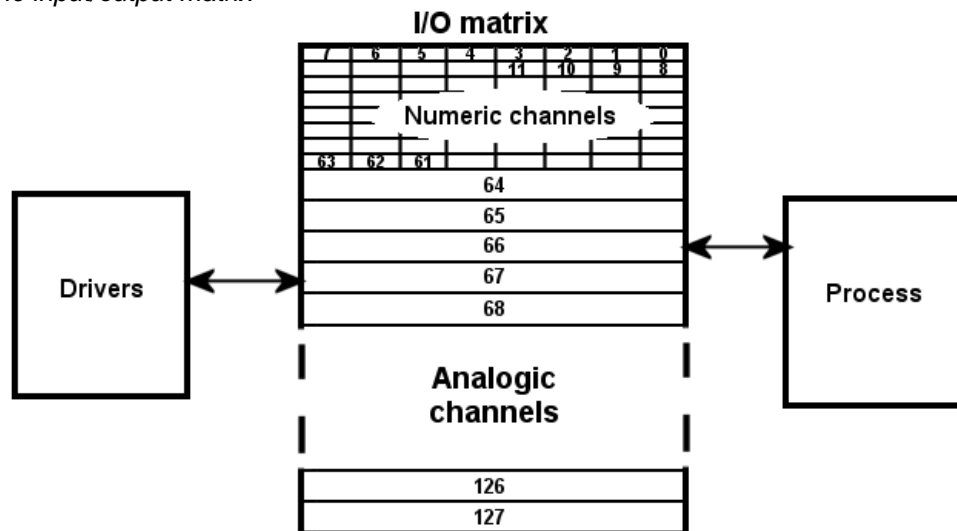 I/O matrix
7 6 5 4 3 2 1 0
11 10 9 8
Numeric channels
63 62 61
64
65
66
67
68
Drivers
Process
Analogic
channels
126
127